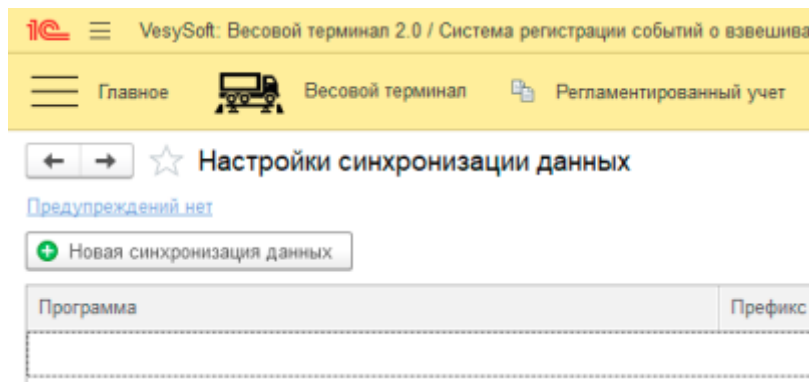 1С VesySoft: Весовой терминал 2.0 / Система регистрации событий о взвешива
Главное Весовой терминал Регламентированный учет
Настройки синхронизации данных
Предупреждений нет
Новая синхронизация данных
Программа Префикс